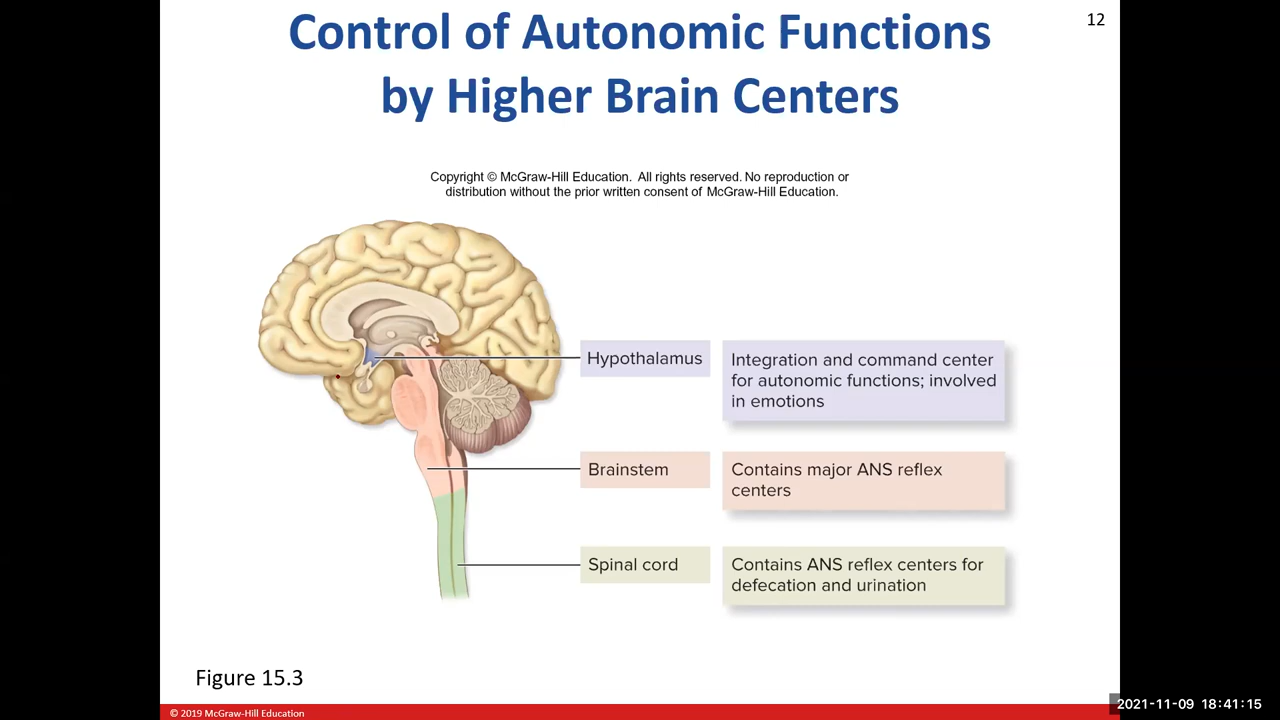 Control of Autonomic Functions
by Higher Brain Centers
12
Copyright © McGraw-Hill Education. All rights reserved. No reproduction or
distribution without the prior written consent of McGraw-Hill Education.
Hypothalamus
Integration and command center
for autonomic functions; involved
in emotions
Brainstem
Contains major ANS reflex
centers
Spinal cord
Contains ANS reflex centers for
defecation and urination
Figure 15.3
© 2019 McGraw-Hill Education
2021-11-09 18:41:15